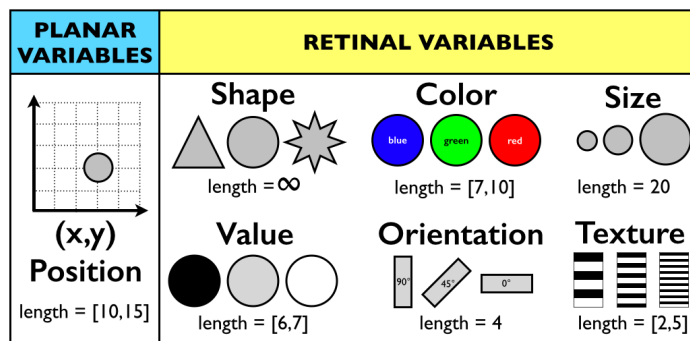 PLANAR
VARIABLES
RETINAL VARIABLES
(x,y)
Position
length = [10,15]
Shape
length = ∞
Color
blue green red
length = [7,10]
Size
length = 20
Value
length = [6,7]
Orientation
90° 45° 0°
length = 4
Texture
length = [2,5]